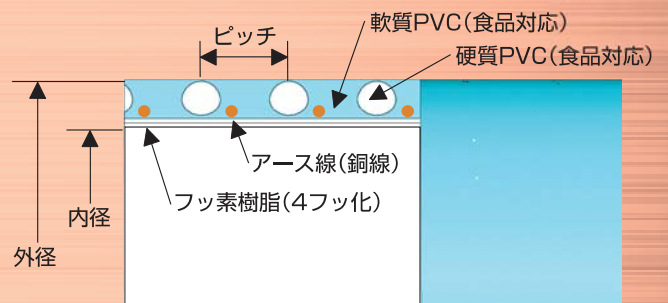 軟質PVC(食品対応)
ピッチ
硬質PVC(食品対応)
アース線(銅線)
フッ素樹脂(4フッ化)
内径
外径